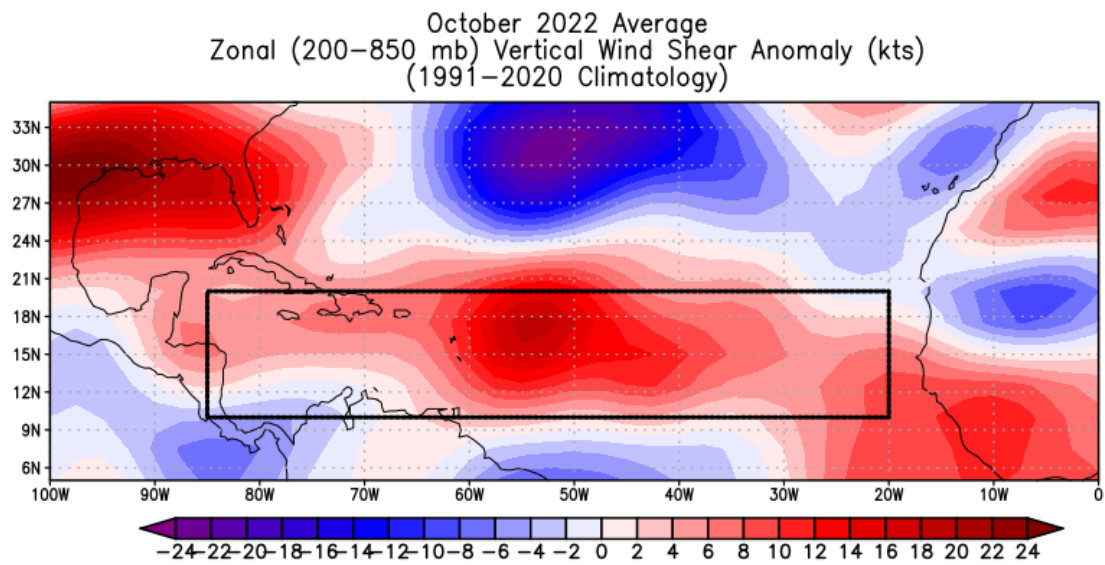 October 2022 Average
Zonal (200-850 mb) Vertical Wind Shear Anomaly (kts)
(1991-2020 Climatology)
33N
30N
27N
24N
21N
18N
15N
12N
9N
6N
100W 90W 80W 70W 60W 50W 40W 30W 20W 10W 0
-24 -22 -20 -18 -16 -14 -12 -10 -8 -6 -4 -2 0 2 4 6 8 10 12 14 16 18 20 22 24